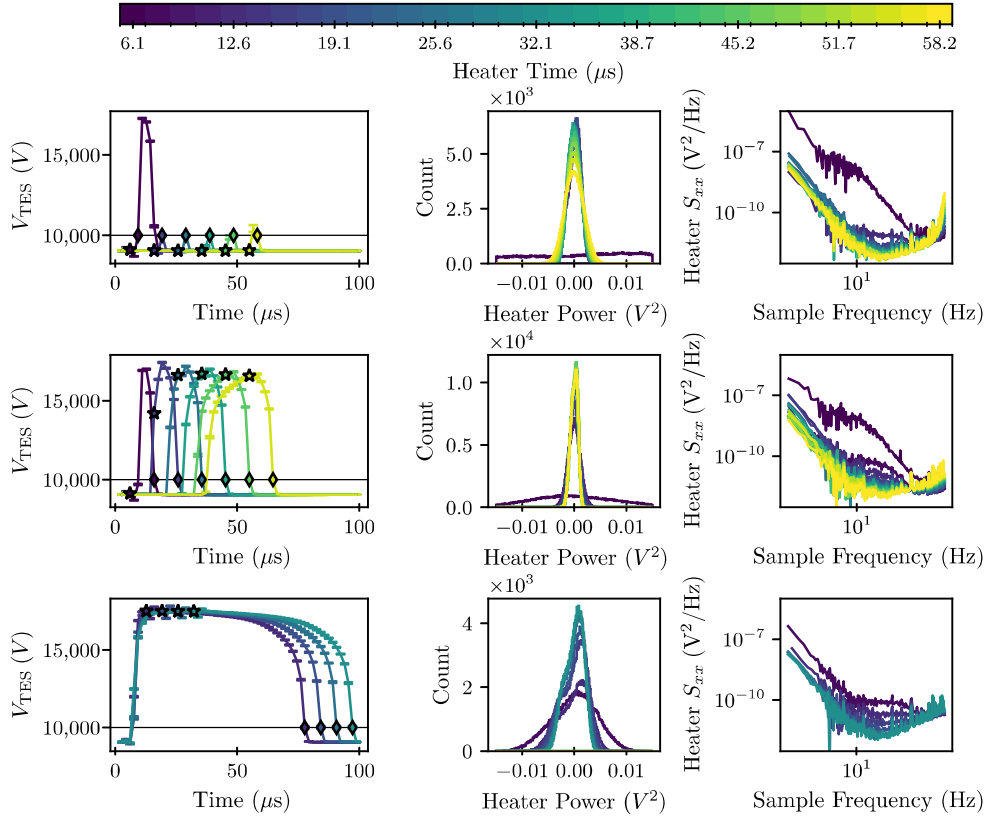 6.1 12.6 19.1 25.6 32.1 38.7 45.2 51.7 58.2
Heater Time (μs)
V_TES (V)
15,000
10,000
0 50 100
Time (μs)
×10³
Count
5.0
2.5
0.0
−0.01 0.00 0.01
Heater Power (V²)
Heater S_xx (V²/Hz)
10⁻⁷
10⁻¹⁰
10¹
Sample Frequency (Hz)
V_TES (V)
15,000
10,000
0 50 100
Time (μs)
×10⁴
Count
1.0
0.5
0.0
−0.01 0.00 0.01
Heater Power (V²)
Heater S_xx (V²/Hz)
10⁻⁷
10⁻¹⁰
10¹
Sample Frequency (Hz)
V_TES (V)
15,000
10,000
0 50 100
Time (μs)
×10³
Count
4
2
0
−0.01 0.00 0.01
Heater Power (V²)
Heater S_xx (V²/Hz)
10⁻⁷
10⁻¹⁰
10¹
Sample Frequency (Hz)